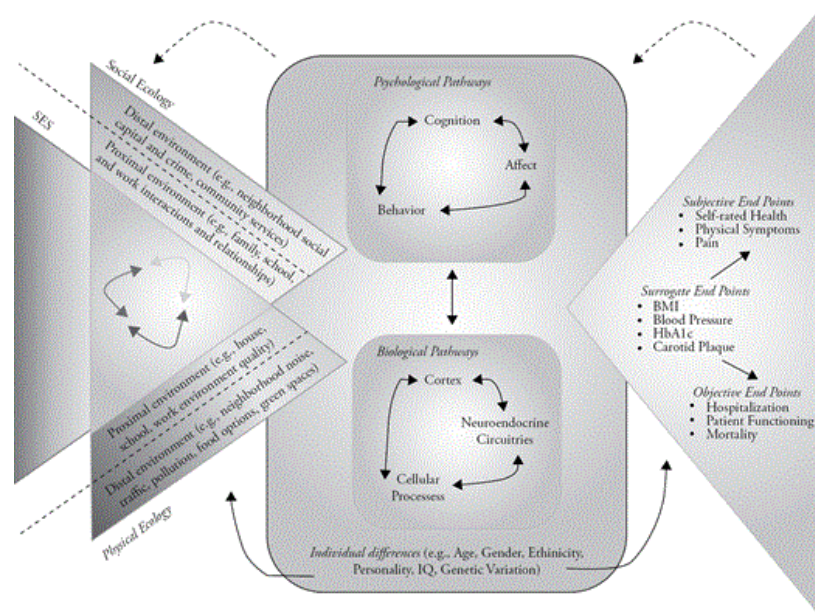 SES
Social Ecology
Distal environment (e.g., neighborhood social
capital and crime, community services)
Proximal environment (e.g., family, school,
and work interactions and relationships)
Proximal environment (e.g., house,
school, work environment quality)
Distal environment (e.g., neighborhood noise,
traffic, pollution, food options, green spaces)
Physical Ecology
Psychological Pathways
Cognition
Affect
Behavior
Biological Pathways
Cortex
Neuroendocrine
Circuitries
Cellular
Processess
Individual differences (e.g., Age, Gender, Ethinicity,
Personality, IQ, Genetic Variation)
Subjective End Points
• Self-rated Health
• Physical Symptoms
• Pain
Surrogate End Points
• BMI
• Blood Pressure
• HbA1c
• Carotid Plaque
Objective End Points
• Hospitalization
• Patient Functioning
• Mortality